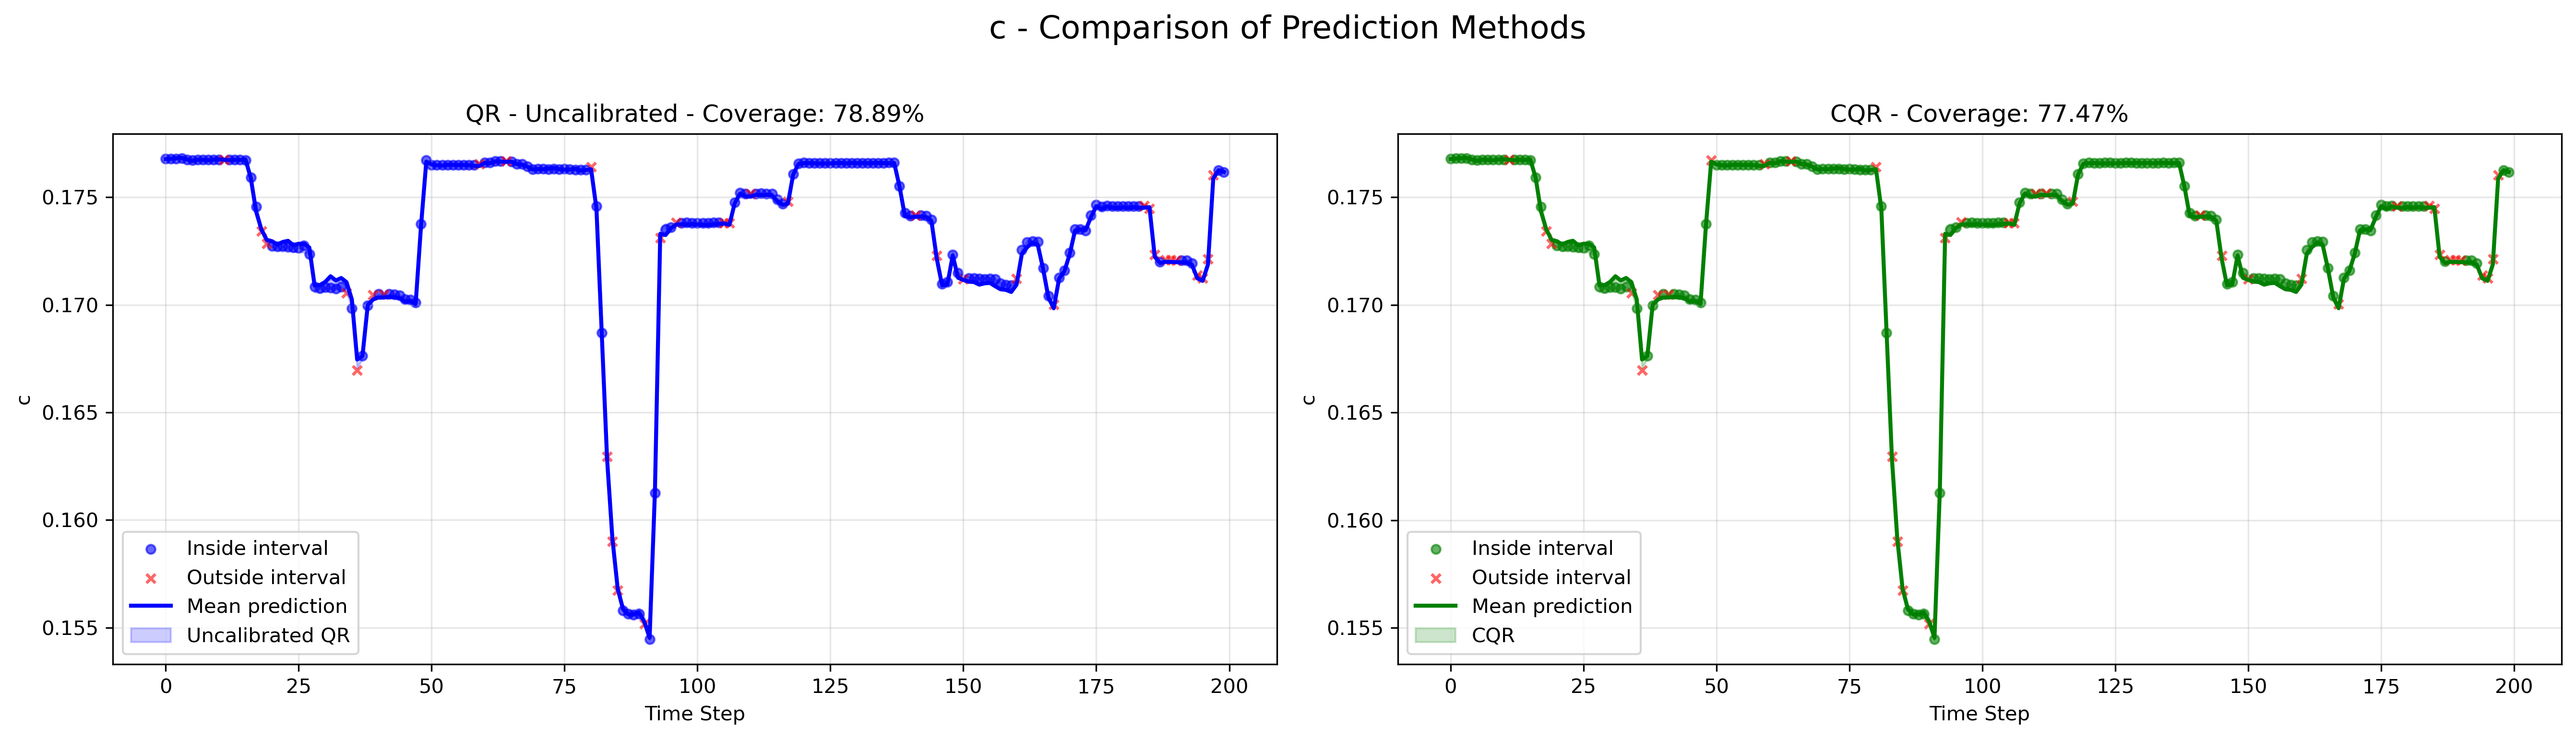 c - Comparison of Prediction Methods
QR - Uncalibrated - Coverage: 78.89%
c
0.175
0.170
0.165
0.160
0.155
Inside interval
Outside interval
Mean prediction
Uncalibrated QR
0 25 50 75 100 125 150 175 200
Time Step
CQR - Coverage: 77.47%
c
0.175
0.170
0.165
0.160
0.155
Inside interval
Outside interval
Mean prediction
CQR
0 25 50 75 100 125 150 175 200
Time Step